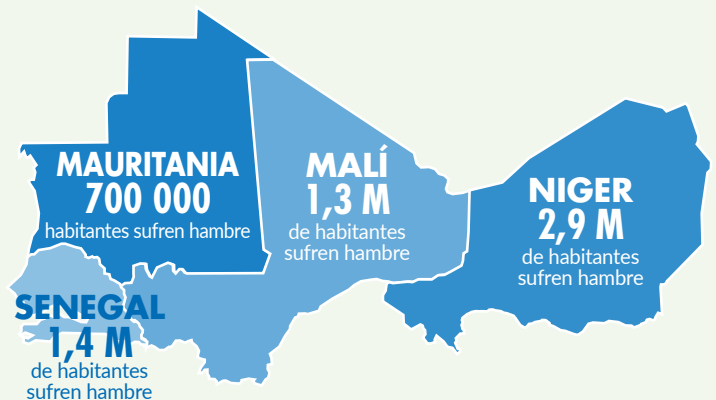 MAURITANIA
700 000
habitantes sufren hambre
MALÍ
1,3 M
de habitantes
sufren hambre
NIGER
2,9 M
de habitantes
sufren hambre
SENEGAL
1,4 M
de habitantes
sufren hambre